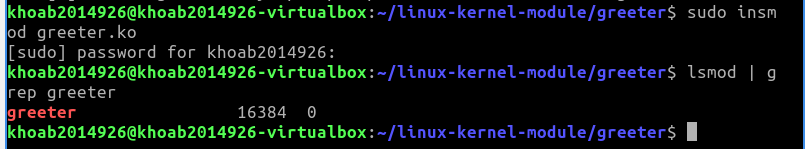 khoab2014926@khoab2014926-virtualbox:~/linux-kernel-module/greeter$ sudo insm
od greeter.ko
[sudo] password for khoab2014926:
khoab2014926@khoab2014926-virtualbox:~/linux-kernel-module/greeter$ lsmod | g
rep greeter
greeter                16384  0
khoab2014926@khoab2014926-virtualbox:~/linux-kernel-module/greeter$